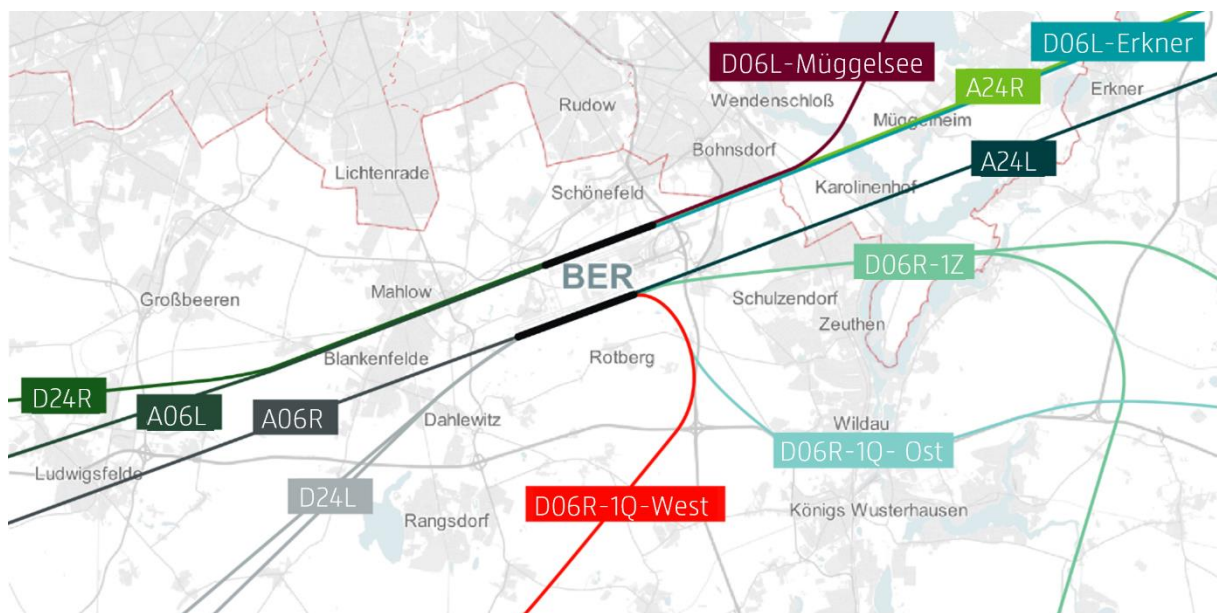 D06L-Erkner
D06L-Müggelsee
A24R
Erkner
Wendenschloß
Rudow
Müggelheim
Bohnsdorf
A24L
Lichtenrade
Schönefeld
Karolinenhof
D06R-1Z
BER
Mahlow
Großbeeren
Schulzendorf
Zeuthen
Blankenfelde
Rotberg
D24R
A06L
A06R
Dahlewitz
Wildau
D06R-1Q- Ost
Ludwigsfelde
D24L
D06R-1Q-West
Rangsdorf
Königs Wusterhausen